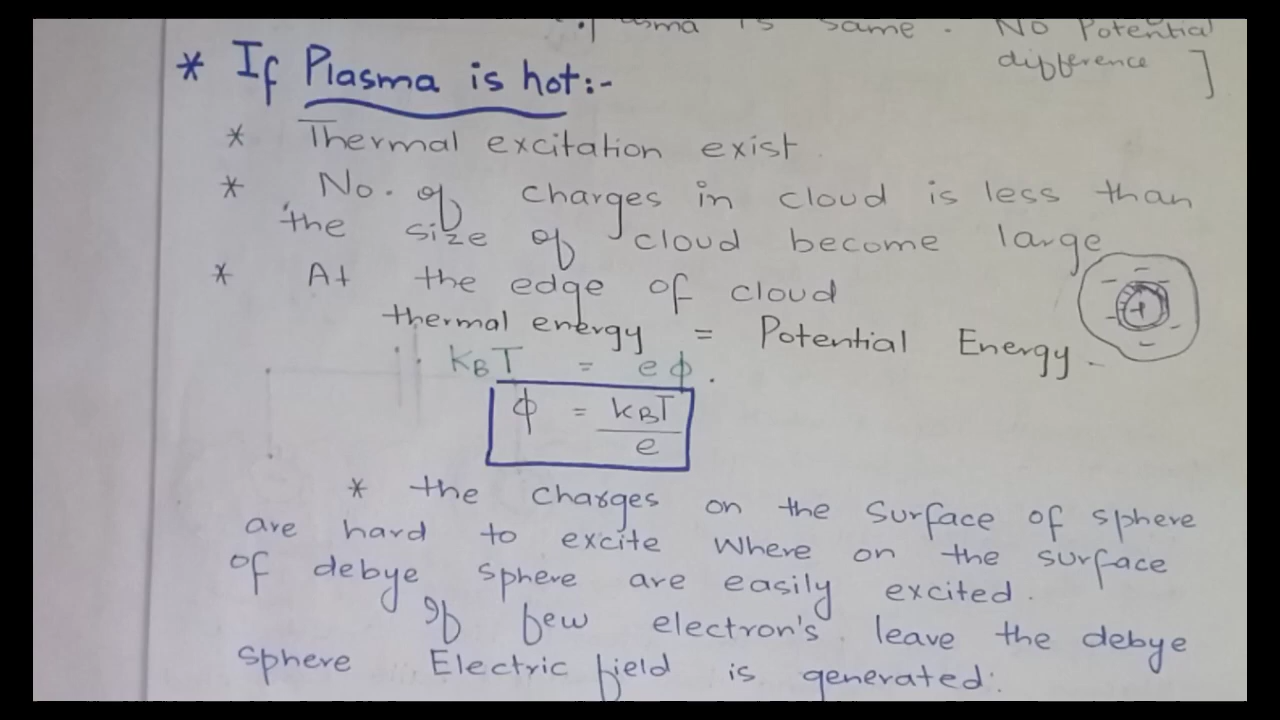 plasma is same. No Potential
difference ]
* If Plasma is hot:-
* Thermal excitation exist
* No. of charges in cloud is less than
the size of cloud become large
* At the edge of cloud
thermal energy = Potential Energy.
KBT = eϕ.
ϕ = KBT/e
* the charges on the surface of sphere
are hard to excite where on the surface
of debye sphere are easily excited.
If few electron's leave the debye
sphere Electric field is generated.